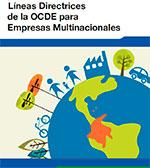 Líneas Directrices
de la OCDE para
Empresas Multinacionales